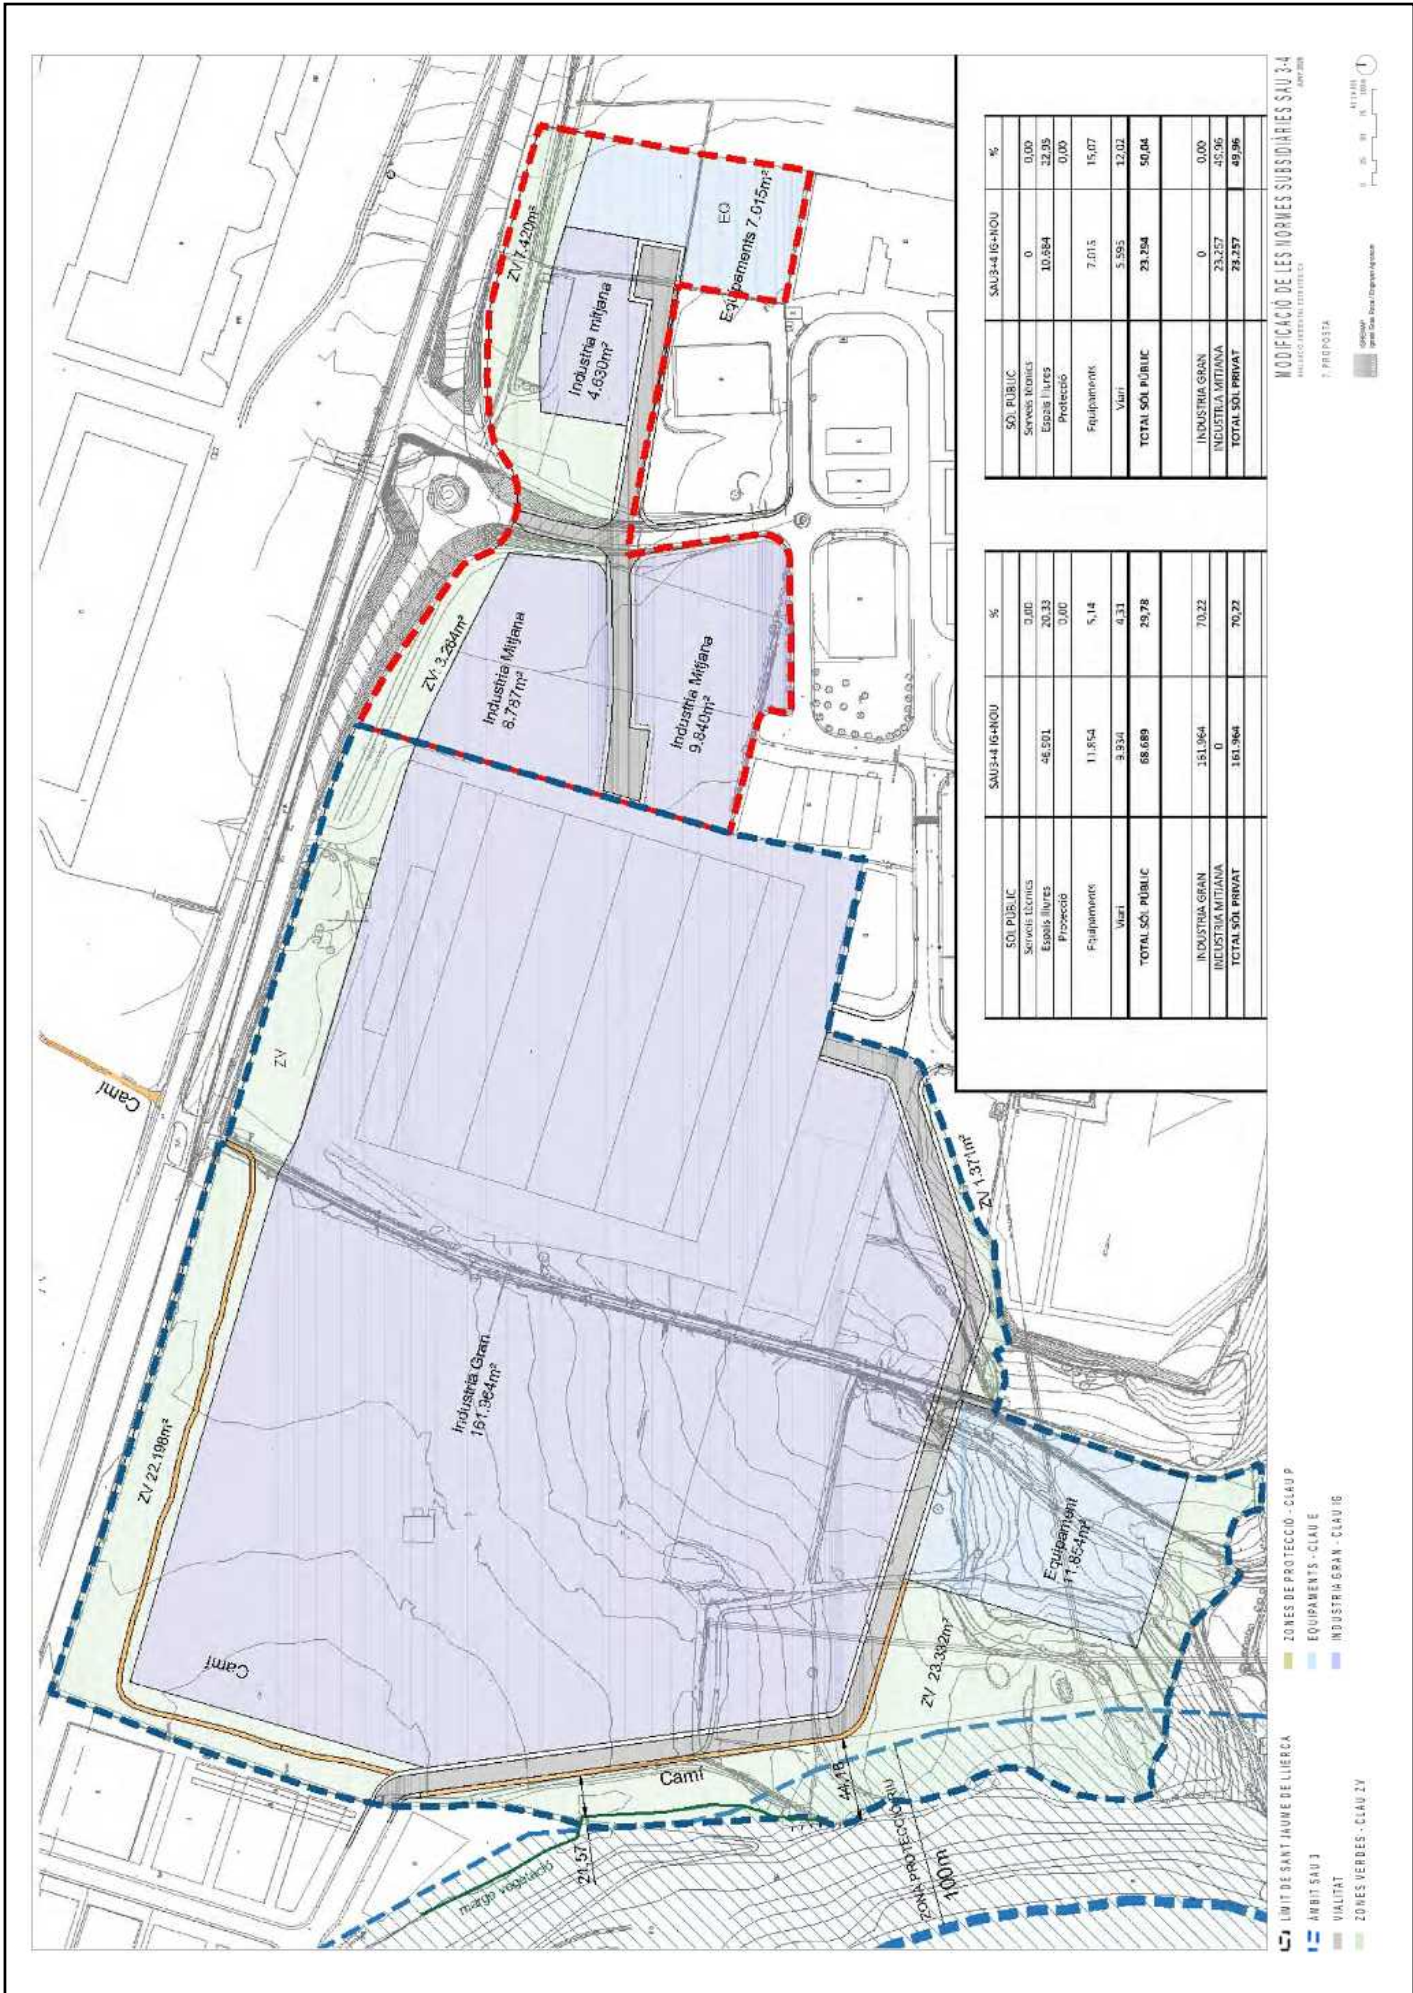 Camí
ZV 22.198m²
ZV
Camí
Industria Gran
161.964m²
ZV: 3.264m²
Industria Mitjana
8.787m²
Industria Mitjana
9.840m²
ZV 7.420m²
Industria mitjana
4.630m²
EQ
Equipaments 7.015m²
ZV 1.371m²
Equipament
11.854m²
ZV 23.332m²
Camí
44,16
21,57
marge vegetació
ZONA PROTECCIÓ RIU
100m
SÒL PÚBLIC SAU3+4 IG+NOU %
Serveis tècnics 0,00
Espais lliures 46.901 20,33
Protecció 0,00
Equipaments 11.854 5,14
Viari 9.934 4,31
TOTAL SÒL PÚBLIC 68.689 29,78
INDUSTRIA GRAN 161.964 70,22
INDUSTRIA MITJANA 0
TOTAL SÒL PRIVAT 161.964 70,22
SÒL PÚBLIC SAU3+4 IG+NOU %
Serveis tècnics 0 0,00
Espais lliures 10.684 22,95
Protecció 0,00
Equipaments 7.015 15,07
Viari 5.595 12,02
TOTAL SÒL PÚBLIC 23.294 50,04
INDUSTRIA GRAN 0 0,00
INDUSTRIA MITJANA 23.257 49,96
TOTAL SÒL PRIVAT 23.257 49,96
LÍMIT DE SANT JAUME DE LLIERCA
ÀMBIT SAU 3
VIALITAT
ZONES VERDES - CLAU ZV
ZONES DE PROTECCIÓ - CLAU P
EQUIPAMENTS - CLAU E
INDUSTRIA GRAN - CLAU IG
MODIFICACIÓ DE LES NORMES SUBSIDIÀRIES SAU 3-4
7. PROPOSTA